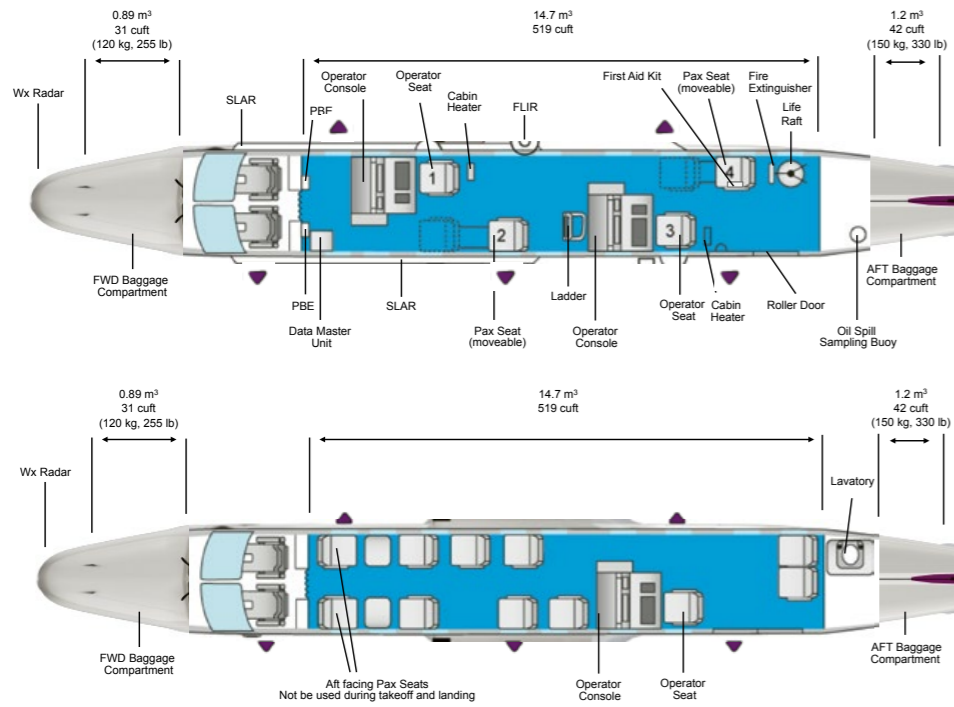 0.89 m³
31 cuft
(120 kg, 255 lb)
14.7 m³
519 cuft
1.2 m³
42 cuft
(150 kg, 330 lb)
Wx Radar
SLAR
PBE
Operator
Console
Operator
Seat
Cabin
Heater
FLIR
First Aid Kit
Pax Seat
(moveable)
Fire
Extinguisher
Life
Raft
1
2
3
4
FWD Baggage
Compartment
PBE
Data Master
Unit
SLAR
Pax Seat
(moveable)
Ladder
Operator
Console
Operator
Seat
Cabin
Heater
Roller Door
Oil Spill
Sampling Buoy
AFT Baggage
Compartment
0.89 m³
31 cuft
(120 kg, 255 lb)
14.7 m³
519 cuft
1.2 m³
42 cuft
(150 kg, 330 lb)
Wx Radar
Lavatory
FWD Baggage
Compartment
Aft facing Pax Seats
Not be used during takeoff and landing
Operator
Console
Operator
Seat
AFT Baggage
Compartment